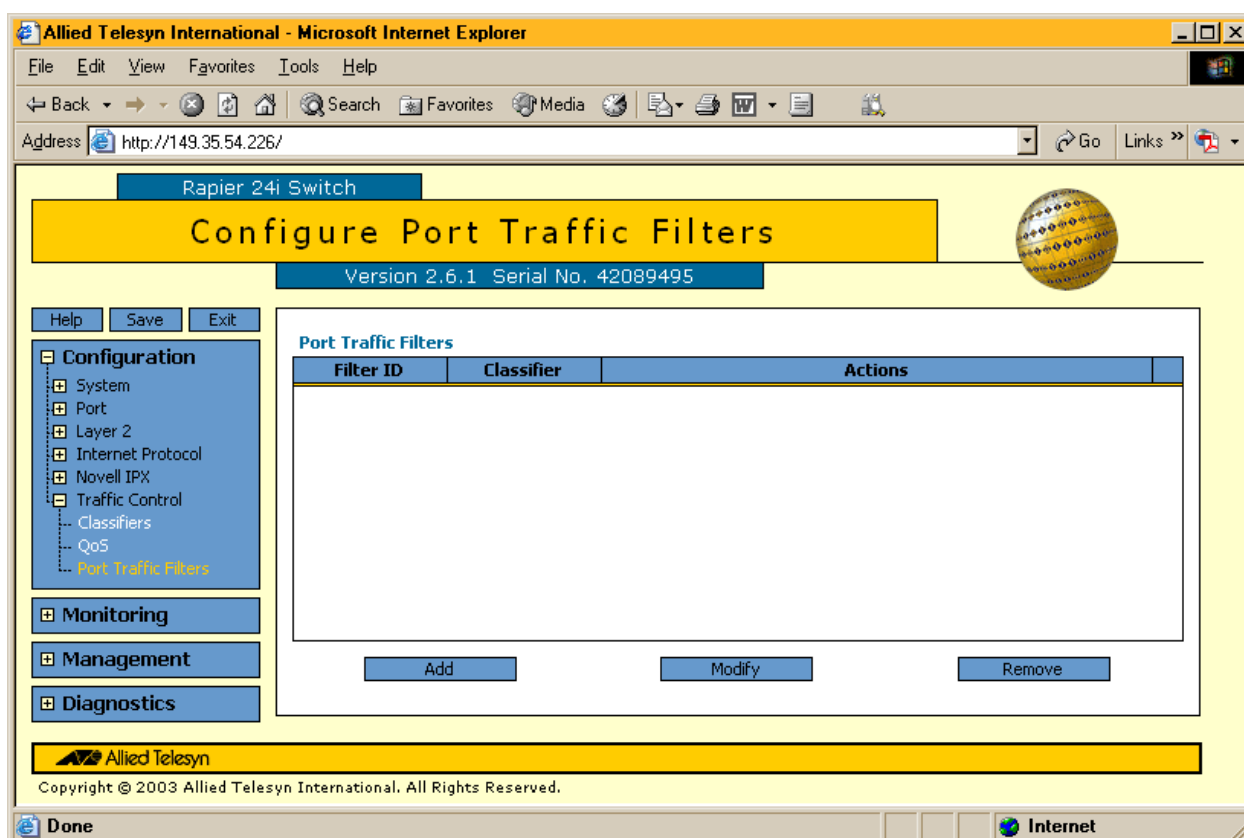 Allied Telesyn International - Microsoft Internet Explorer
File Edit View Favorites Tools Help
Back Search Favorites Media
Address http://149.35.54.226/ Go Links »
Rapier 24i Switch
Configure Port Traffic Filters
Version 2.6.1 Serial No. 42089495
Help Save Exit
Configuration
System
Port
Layer 2
Internet Protocol
Novell IPX
Traffic Control
Classifiers
QoS
Port Traffic Filters
Monitoring
Management
Diagnostics
Port Traffic Filters
Filter ID Classifier Actions
Add Modify Remove
Allied Telesyn
Copyright © 2003 Allied Telesyn International. All Rights Reserved.
Done Internet